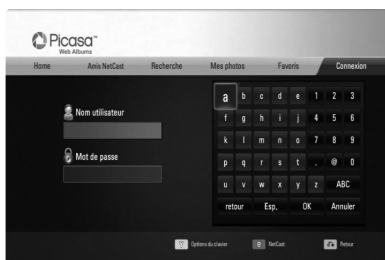 Picasa™
Web Albums
Home Amis NetCast Recherche Mes photos Favoris Connexion
Nom utilisateur
Mot de passe
a b c d e 1 2 3
f g h i j 4 5 6
k l m n o 7 8 9
p q r s t . @ 0
u v w x y z ABC
retour Esp. OK Annuler
Options du clavier NetCast Retour